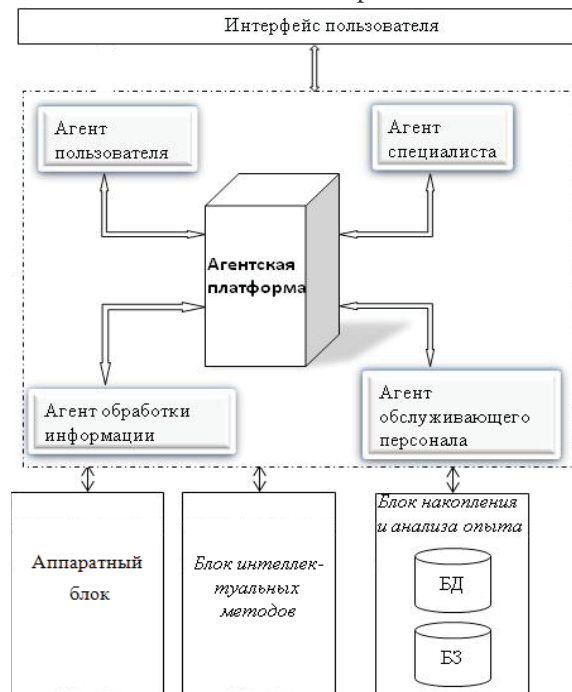 Интерфейс пользователя
Агент
пользователя
Агент
специалиста
Агентская
платформа
Агент обработки
информации
Агент
обслуживающего
персонала
Аппаратный
блок
Блок интеллек-
туальных
методов
Блок накопления
и анализа опыта
БД
БЗ